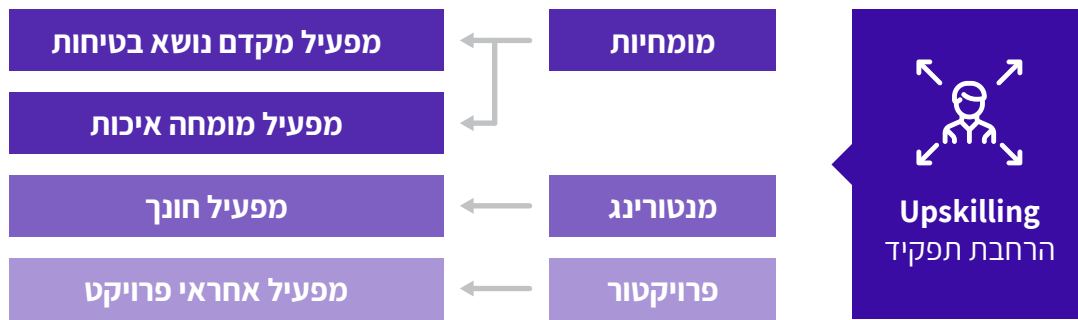 Upskilling
הרחבת תפקיד
מומחיות
מפעיל מקדם נושא בטיחות
מפעיל מומחה איכות
מנטורינג
מפעיל חונך
פרויקטור
מפעיל אחראי פרויקט